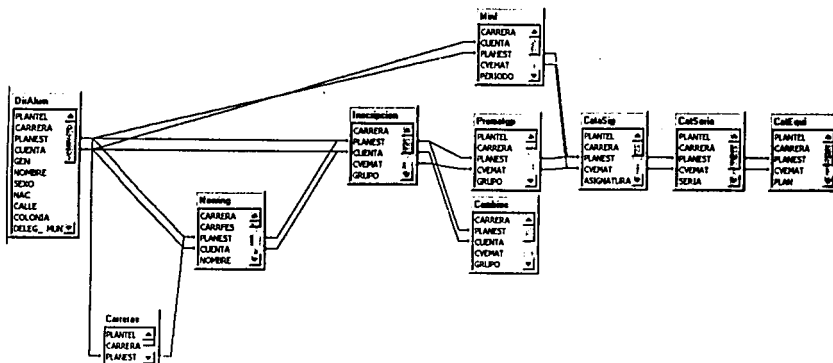 DirAlum
PLANTEL
CARRERA
PLANEST
CUENTA
GEN
NOMBRE
SEXO
NAC
CALLE
COLONIA
DELEG_MUN
Carreras
PLANTEL
CARRERA
PLANEST
CARRERA
CARRFES
PLANEST
CUENTA
NOMBRE
Inscripcion
CARRERA
PLANEST
CUENTA
CVEMAT
GRUPO
CARRERA
CUENTA
PLANEST
CVEMAT
PERIODO
PLANTEL
CARRERA
PLANEST
CVEMAT
GRUPO
Cambios
CARRERA
PLANEST
CUENTA
CVEMAT
GRUPO
CataSig
PLANTEL
CARRERA
PLANEST
CVEMAT
ASIGNATURA
CatSeria
PLANTEL
CARRERA
PLANEST
CVEMAT
SERIA
CatEqui
PLANTEL
CARRERA
PLANEST
CVEMAT
PLAN